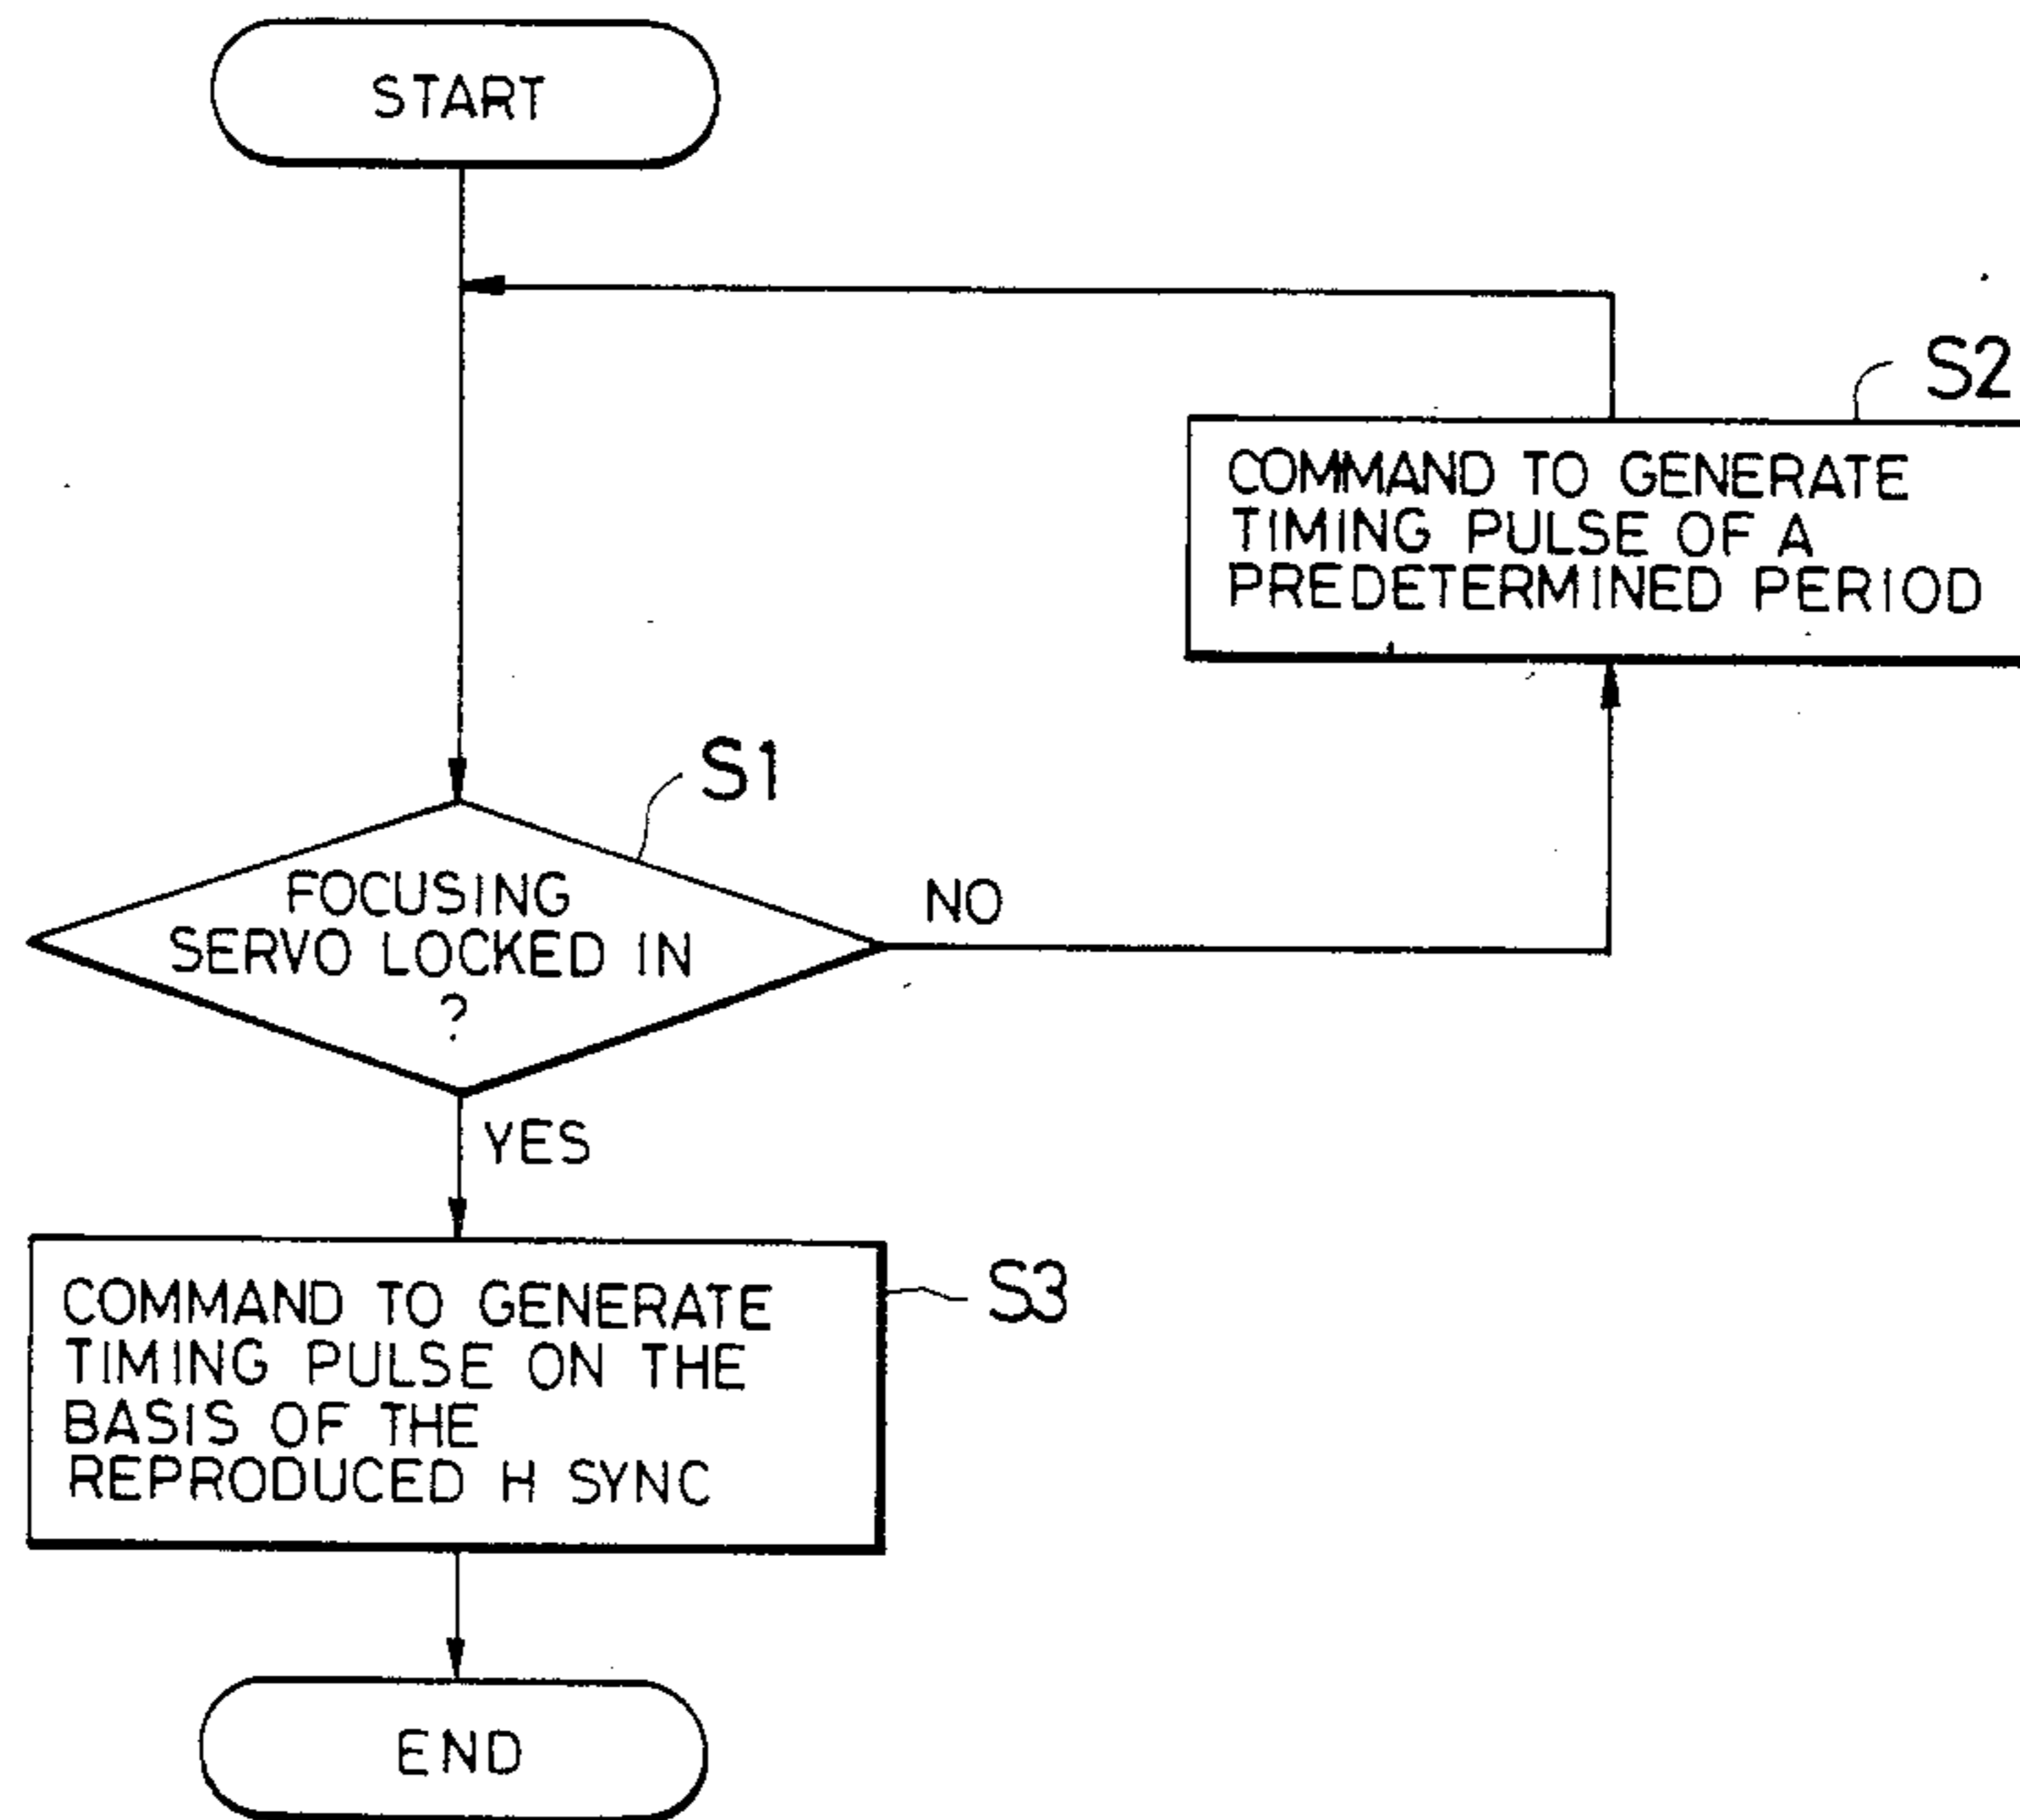 START
S2
COMMAND TO GENERATE
TIMING PULSE OF A
PREDETERMINED PERIOD
S1
FOCUSING
SERVO LOCKED IN
?
NO
YES
S3
COMMAND TO GENERATE
TIMING PULSE ON THE
BASIS OF THE
REPRODUCED H SYNC
END